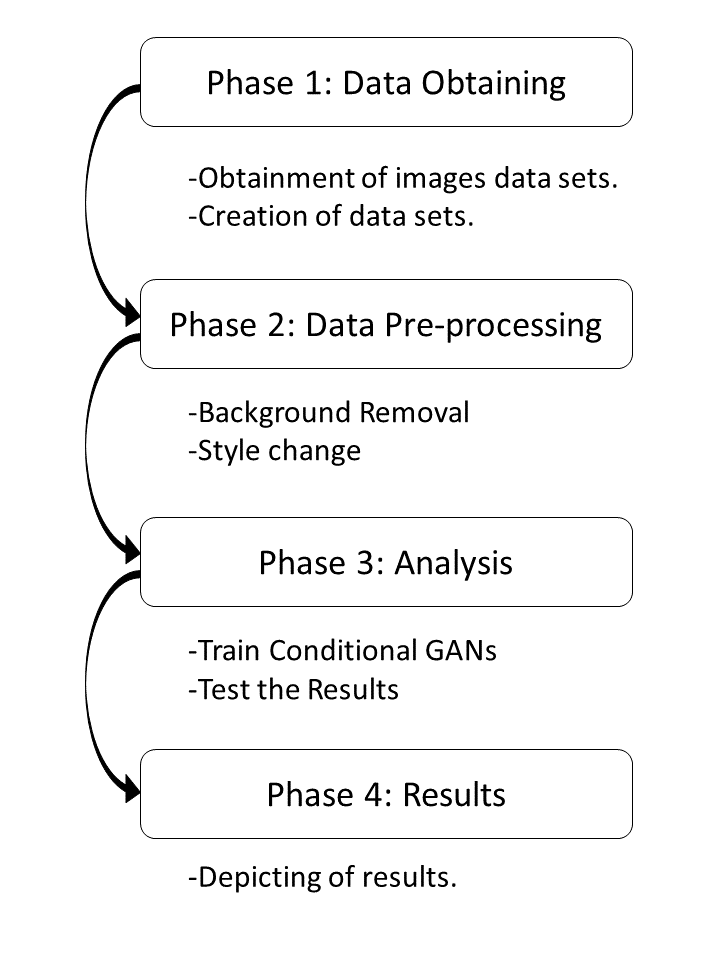 Phase 1: Data Obtaining
-Obtainment of images data sets.
-Creation of data sets.
Phase 2: Data Pre-processing
-Background Removal
-Style change
Phase 3: Analysis
-Train Conditional GANs
-Test the Results
Phase 4: Results
-Depicting of results.